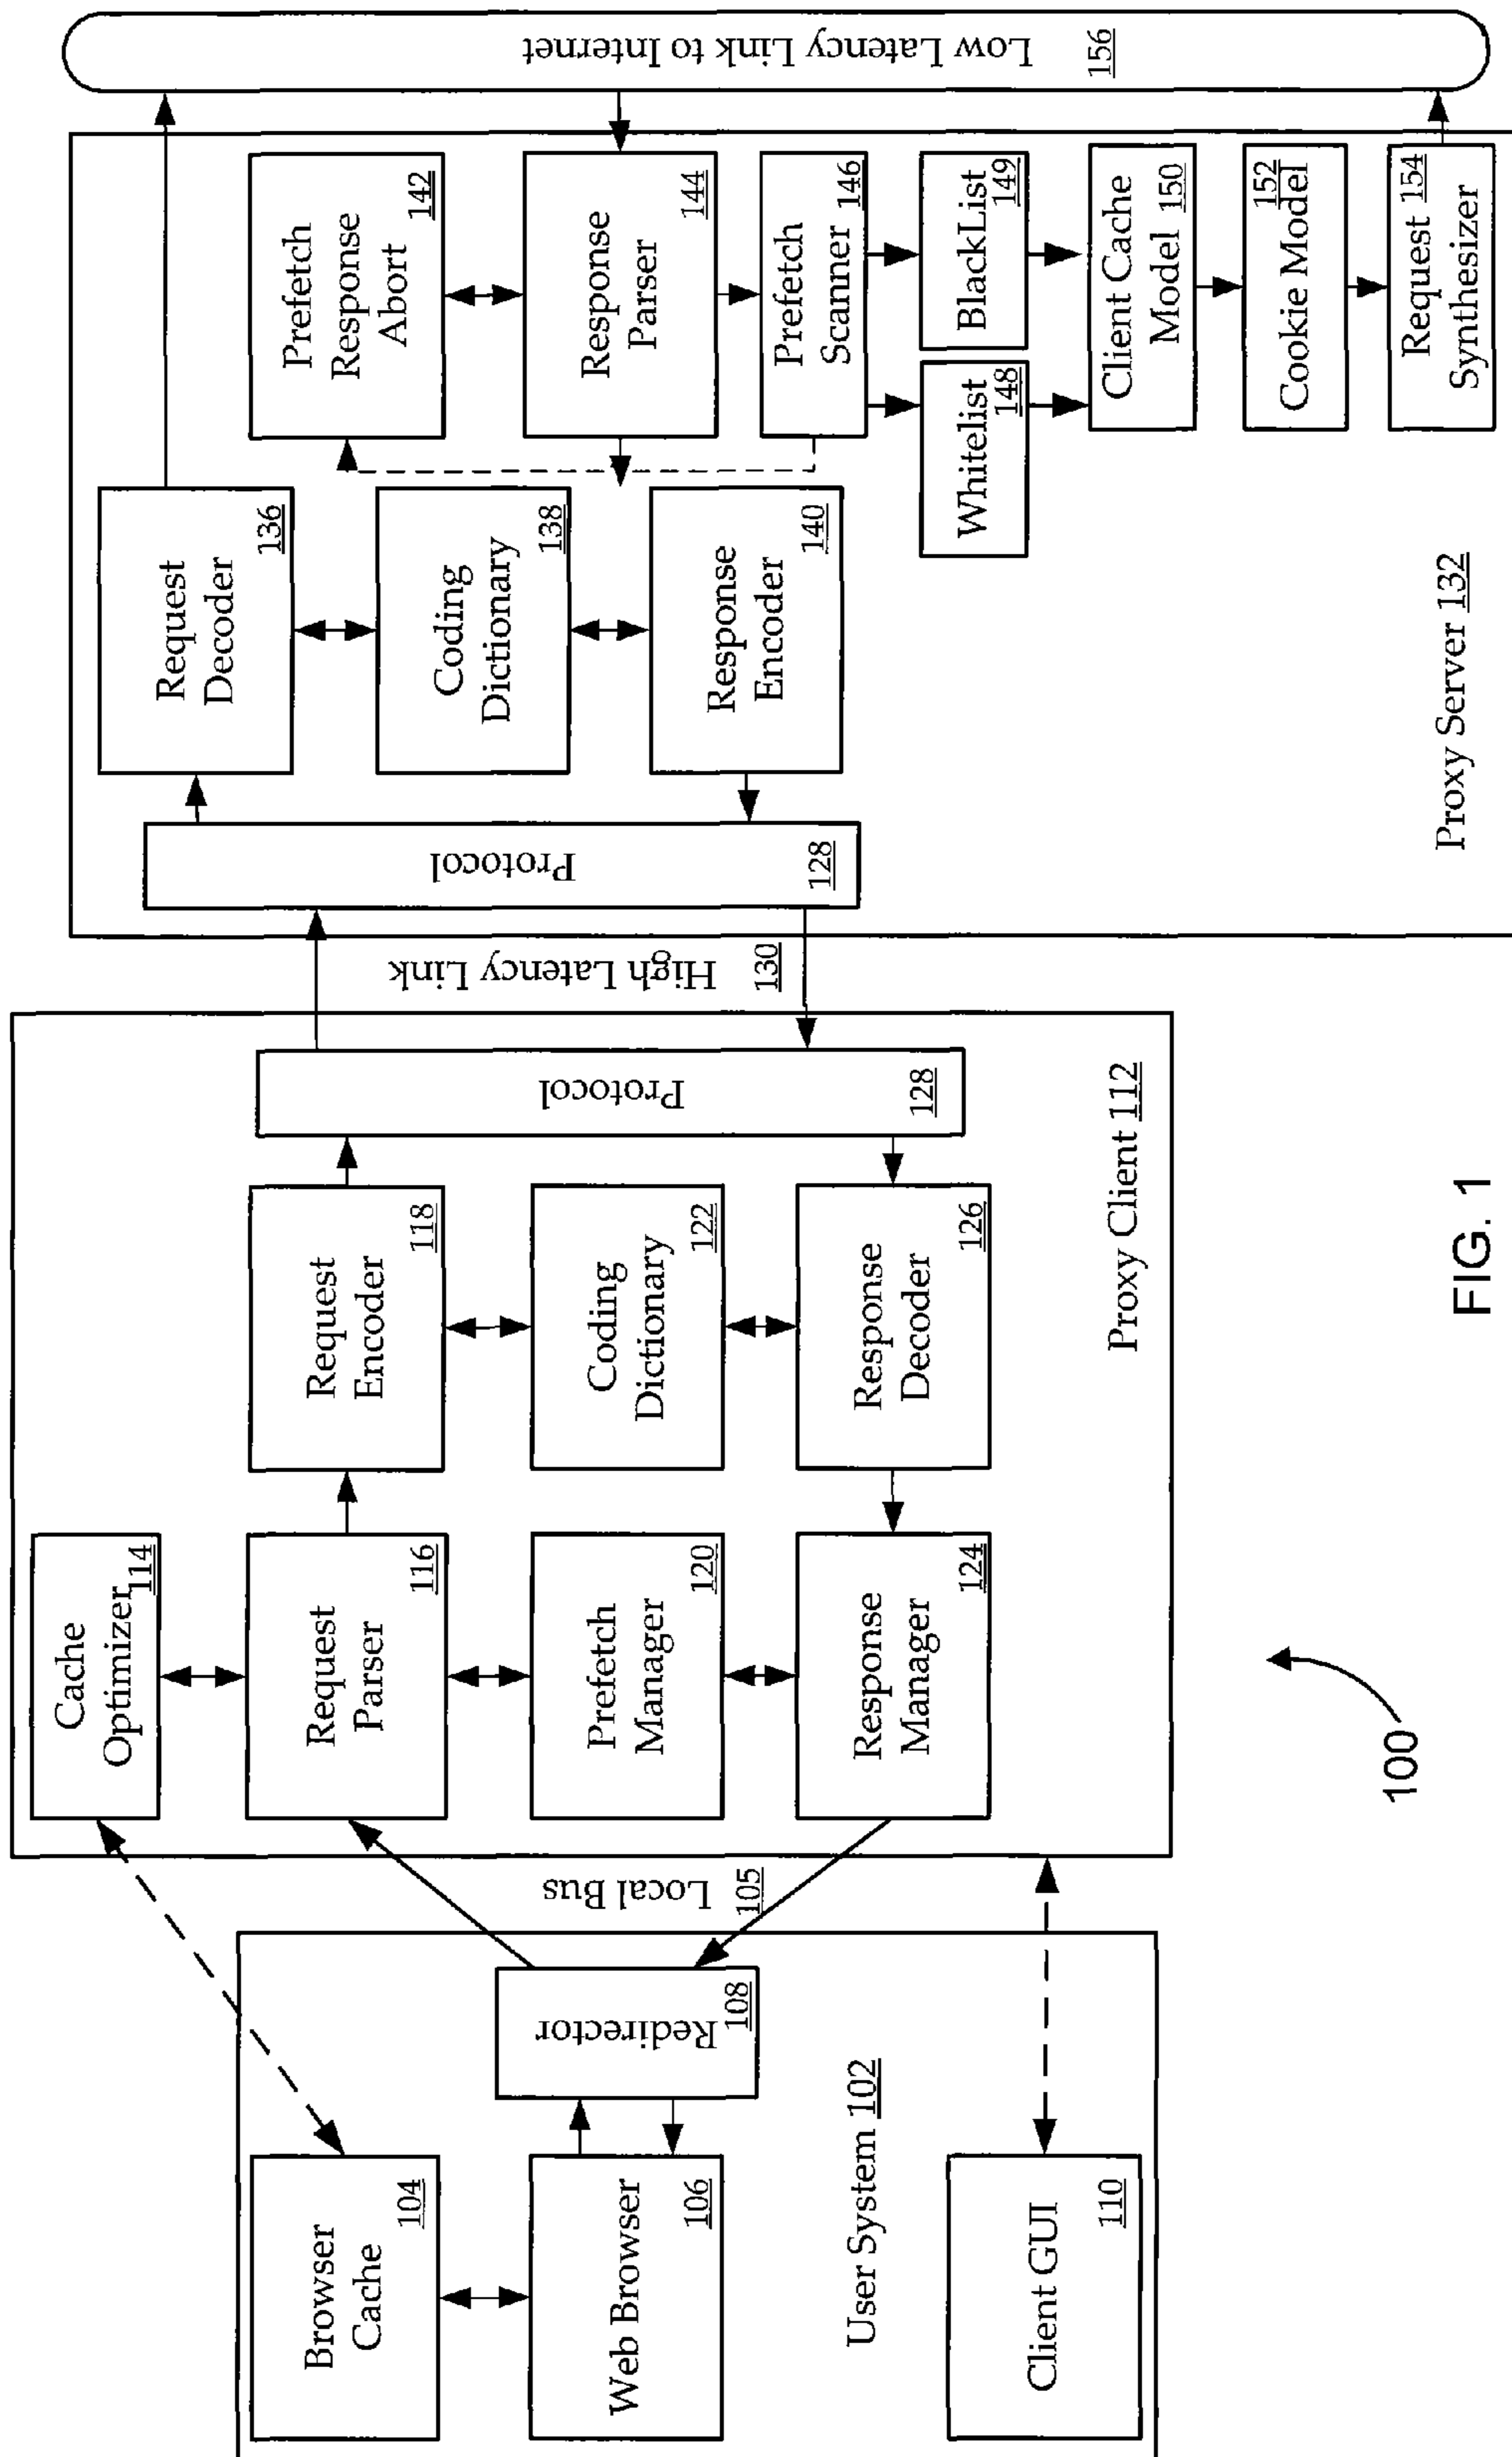 Browser
Cache
104
Web Browser
106
User System 102
Client GUI
110
Redirector
108
Local Bus
105
Cache
Optimizer
114
Request
Parser
116
Prefetch
Manager
120
Response
Manager
124
Request
Encoder
118
Coding
Dictionary
122
Response
Decoder
126
Protocol
128
Proxy Client 112
High Latency Link
130
Protocol
128
Request
Decoder
136
Coding
Dictionary
138
Response
Encoder
140
Prefetch
Response
Abort
142
Response
Parser
144
Prefetch
Scanner 146
Whitelist
148
BlackList
149
Client Cache
Model 150
152
Cookie Model
Request 154
Synthesizer
Proxy Server 132
Low Latency Link to Internet
156
100
FIG. 1